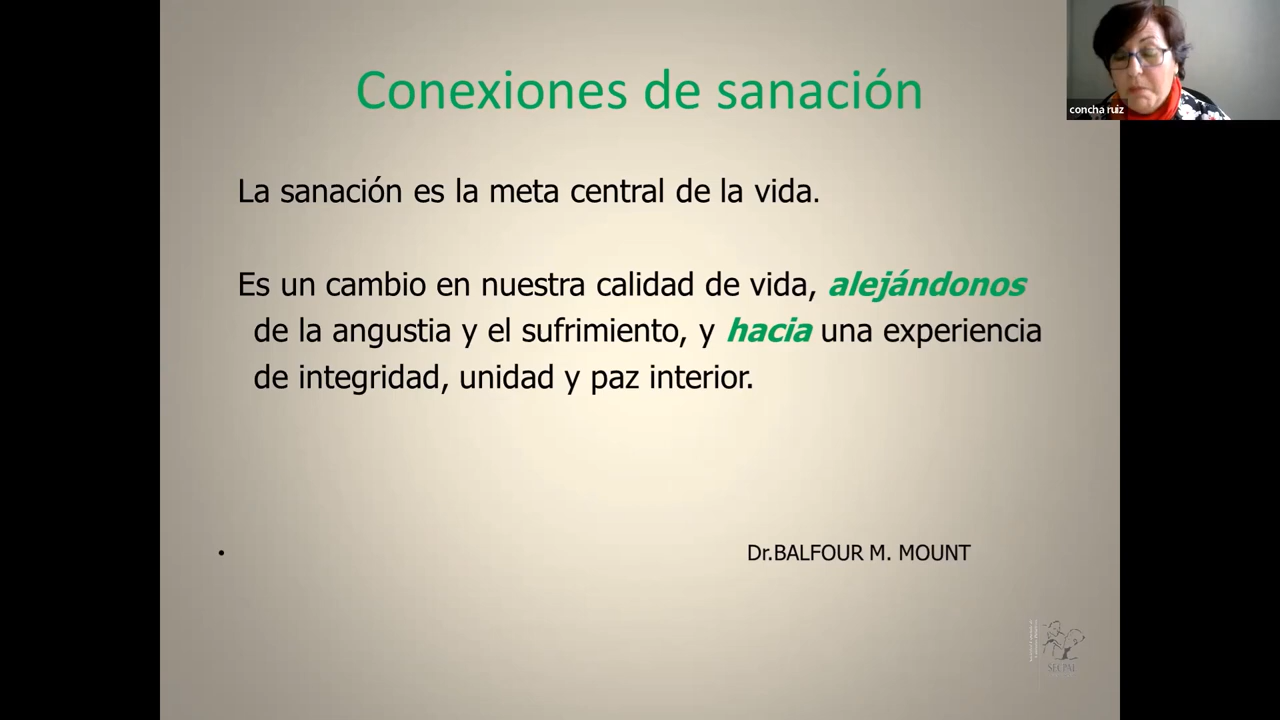 Conexiones de sanación
concha ruiz
La sanación es la meta central de la vida.
Es un cambio en nuestra calidad de vida, alejándonos
de la angustia y el sufrimiento, y hacia una experiencia
de integridad, unidad y paz interior.
• Dr.BALFOUR M. MOUNT
SECPAL